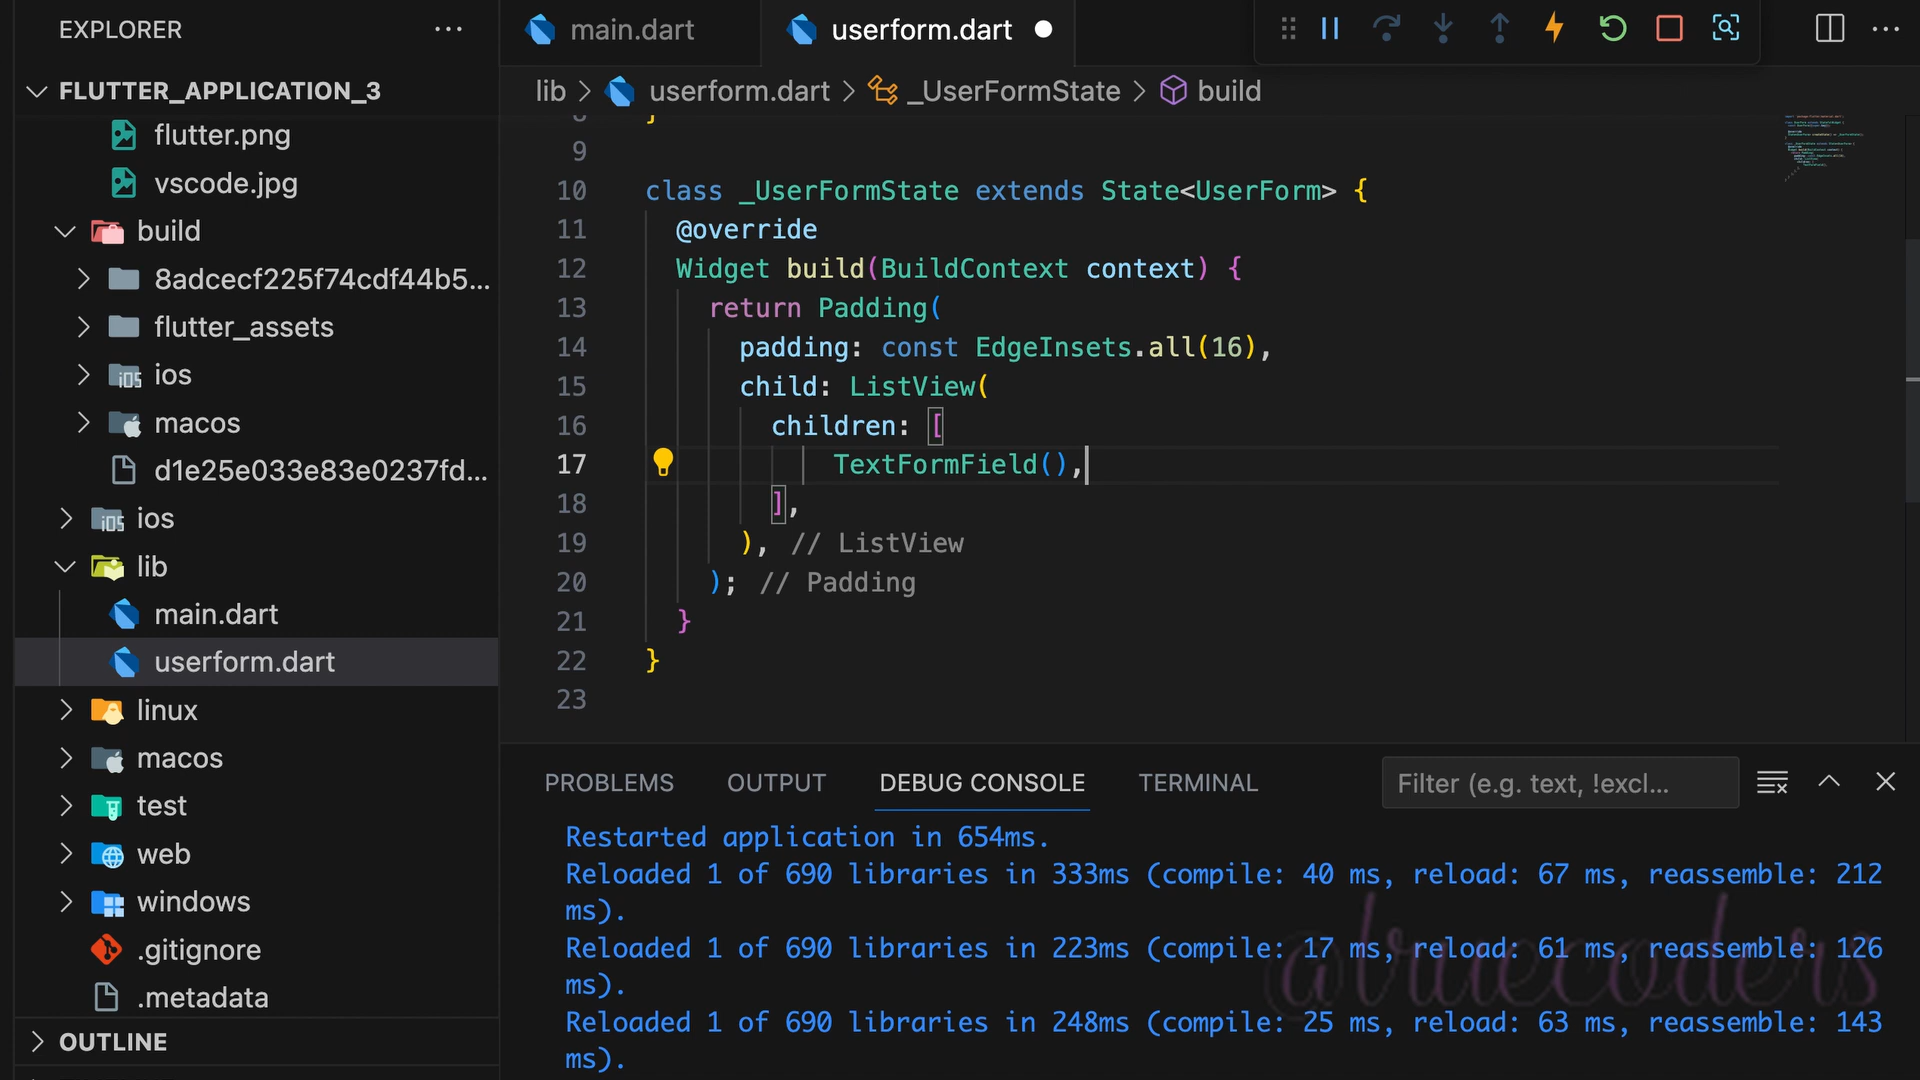 EXPLORER
FLUTTER_APPLICATION_3
flutter.png
vscode.jpg
build
8adcecf225f74cdf44b5...
flutter_assets
ios
macos
d1e25e033e83e0237fd...
ios
lib
main.dart
userform.dart
linux
macos
test
web
windows
.gitignore
.metadata
OUTLINE
main.dart
userform.dart
lib > userform.dart > _UserFormState > build
8 }
9
10 class _UserFormState extends State<UserForm> {
11 @override
12 Widget build(BuildContext context) {
13 return Padding(
14 padding: const EdgeInsets.all(16),
15 child: ListView(
16 children: [
17 TextFormField(),
18 ],
19 ), // ListView
20 ); // Padding
21 }
22 }
23
PROBLEMS OUTPUT DEBUG CONSOLE TERMINAL Filter (e.g. text, !excl...
Restarted application in 654ms.
Reloaded 1 of 690 libraries in 333ms (compile: 40 ms, reload: 67 ms, reassemble: 212
ms).
Reloaded 1 of 690 libraries in 223ms (compile: 17 ms, reload: 61 ms, reassemble: 126
ms).
Reloaded 1 of 690 libraries in 248ms (compile: 25 ms, reload: 63 ms, reassemble: 143
ms).
@truecoders